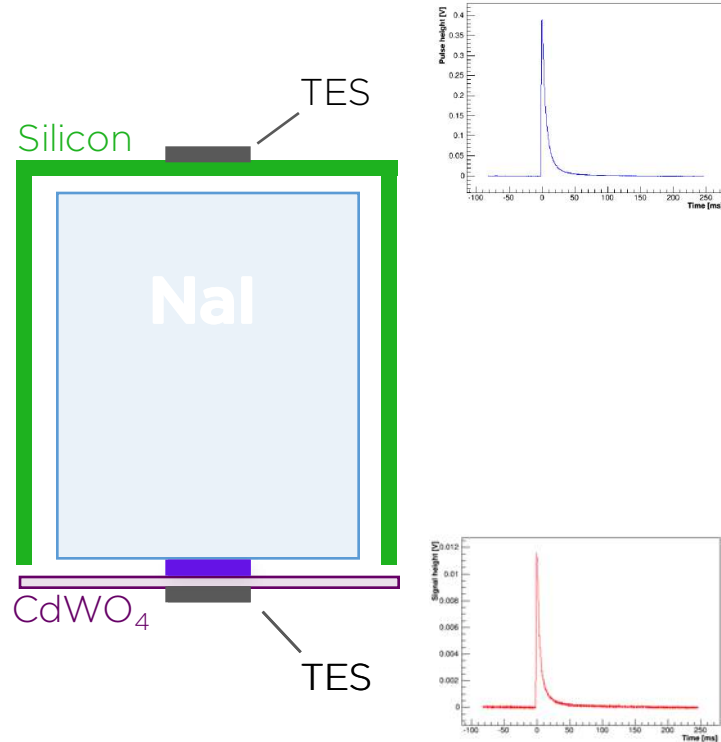 TES
Silicon
NaI
CdWO₄
TES
Pulse height [V]
0.4
0.35
0.3
0.25
0.2
0.15
0.1
0.05
0
-100 -50 0 50 100 150 200 250
Time [ms]
Signal height [V]
0.012
0.01
0.008
0.006
0.004
0.002
0
-100 -50 0 50 100 150 200 250
Time [ms]